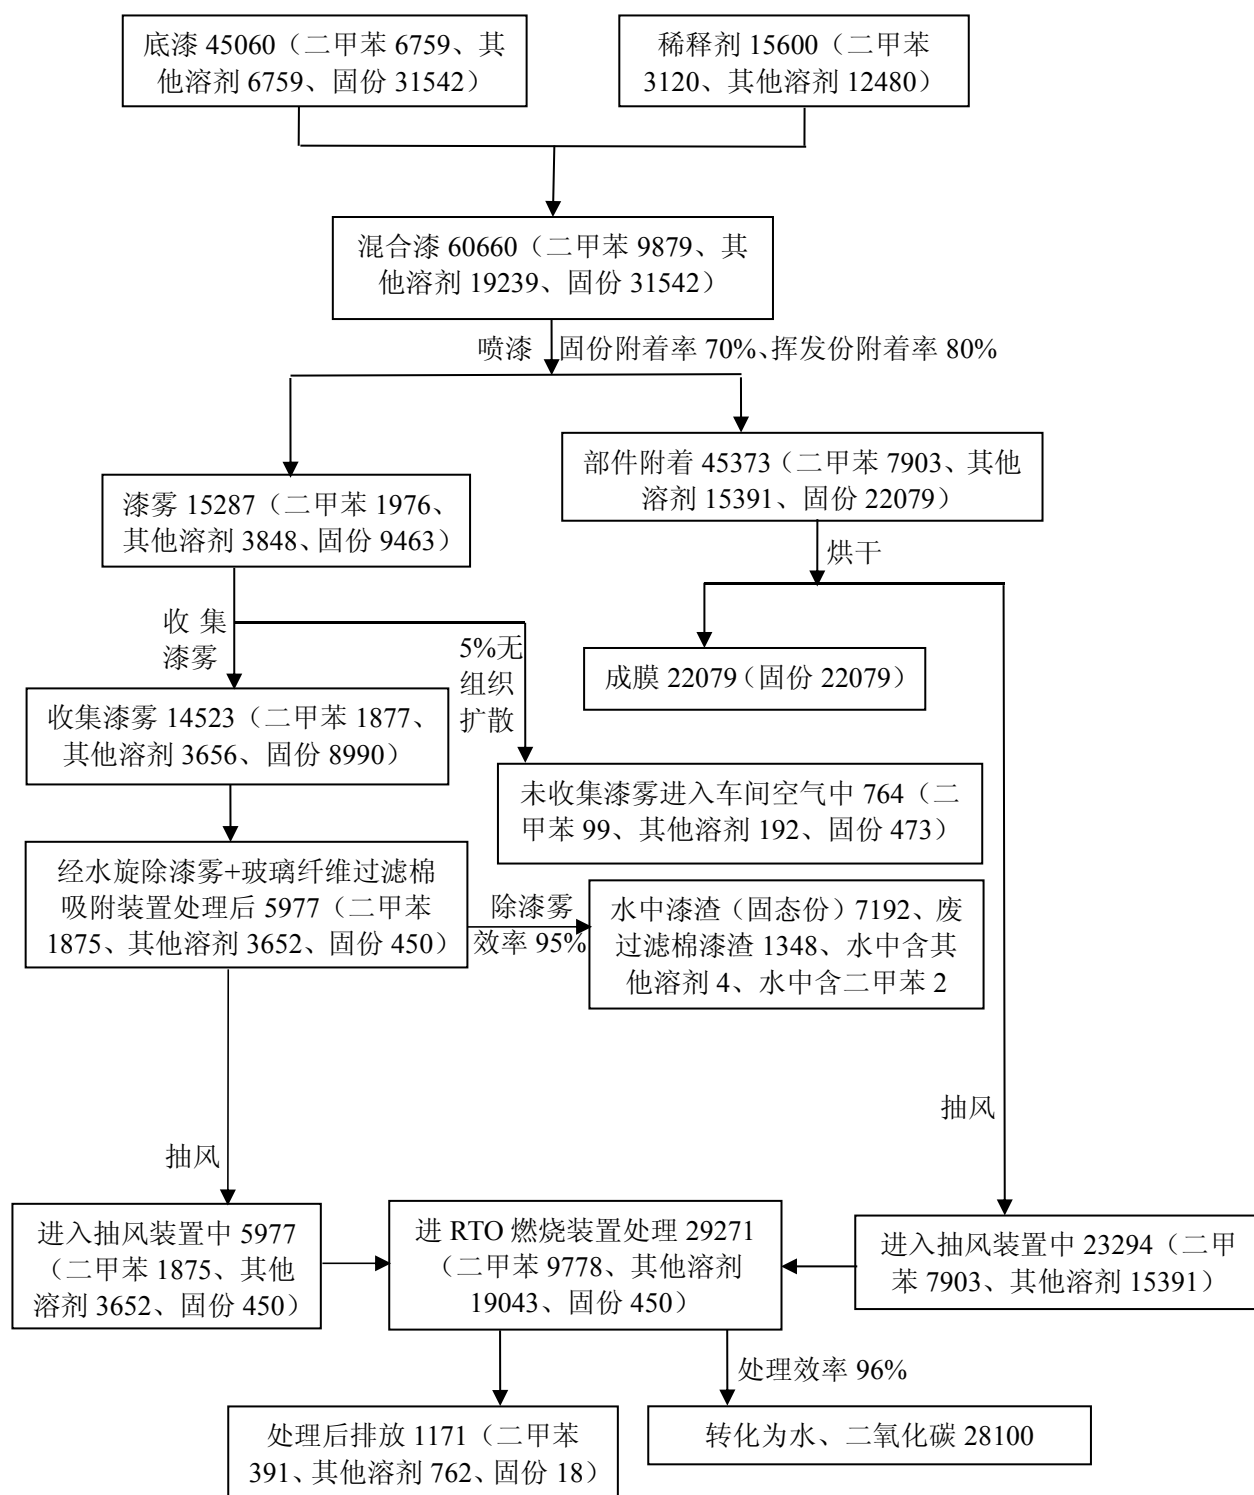 底漆 45060（二甲苯 6759、其
他溶剂 6759、固份 31542）
稀释剂 15600（二甲苯
3120、其他溶剂 12480）
混合漆 60660（二甲苯 9879、其
他溶剂 19239、固份 31542）
喷漆
固份附着率 70%、挥发份附着率 80%
部件附着 45373（二甲苯 7903、其他
溶剂 15391、固份 22079）
漆雾 15287（二甲苯 1976、
其他溶剂 3848、固份 9463）
烘干
收 集
漆雾
5%无
组织
扩散
成膜 22079（固份 22079）
收集漆雾 14523（二甲苯 1877、
其他溶剂 3656、固份 8990）
未收集漆雾进入车间空气中 764（二
甲苯 99、其他溶剂 192、固份 473）
经水旋除漆雾+玻璃纤维过滤棉
吸附装置处理后 5977（二甲苯
1875、其他溶剂 3652、固份 450）
除漆雾
效率 95%
水中漆渣（固态份）7192、废
过滤棉漆渣 1348、水中含其
他溶剂 4、水中含二甲苯 2
抽风
抽风
进入抽风装置中 5977
（二甲苯 1875、其他
溶剂 3652、固份 450）
进 RTO 燃烧装置处理 29271
（二甲苯 9778、其他溶剂
19043、固份 450）
进入抽风装置中 23294（二甲
苯 7903、其他溶剂 15391）
处理效率 96%
处理后排放 1171（二甲苯
391、其他溶剂 762、固份 18）
转化为水、二氧化碳 28100